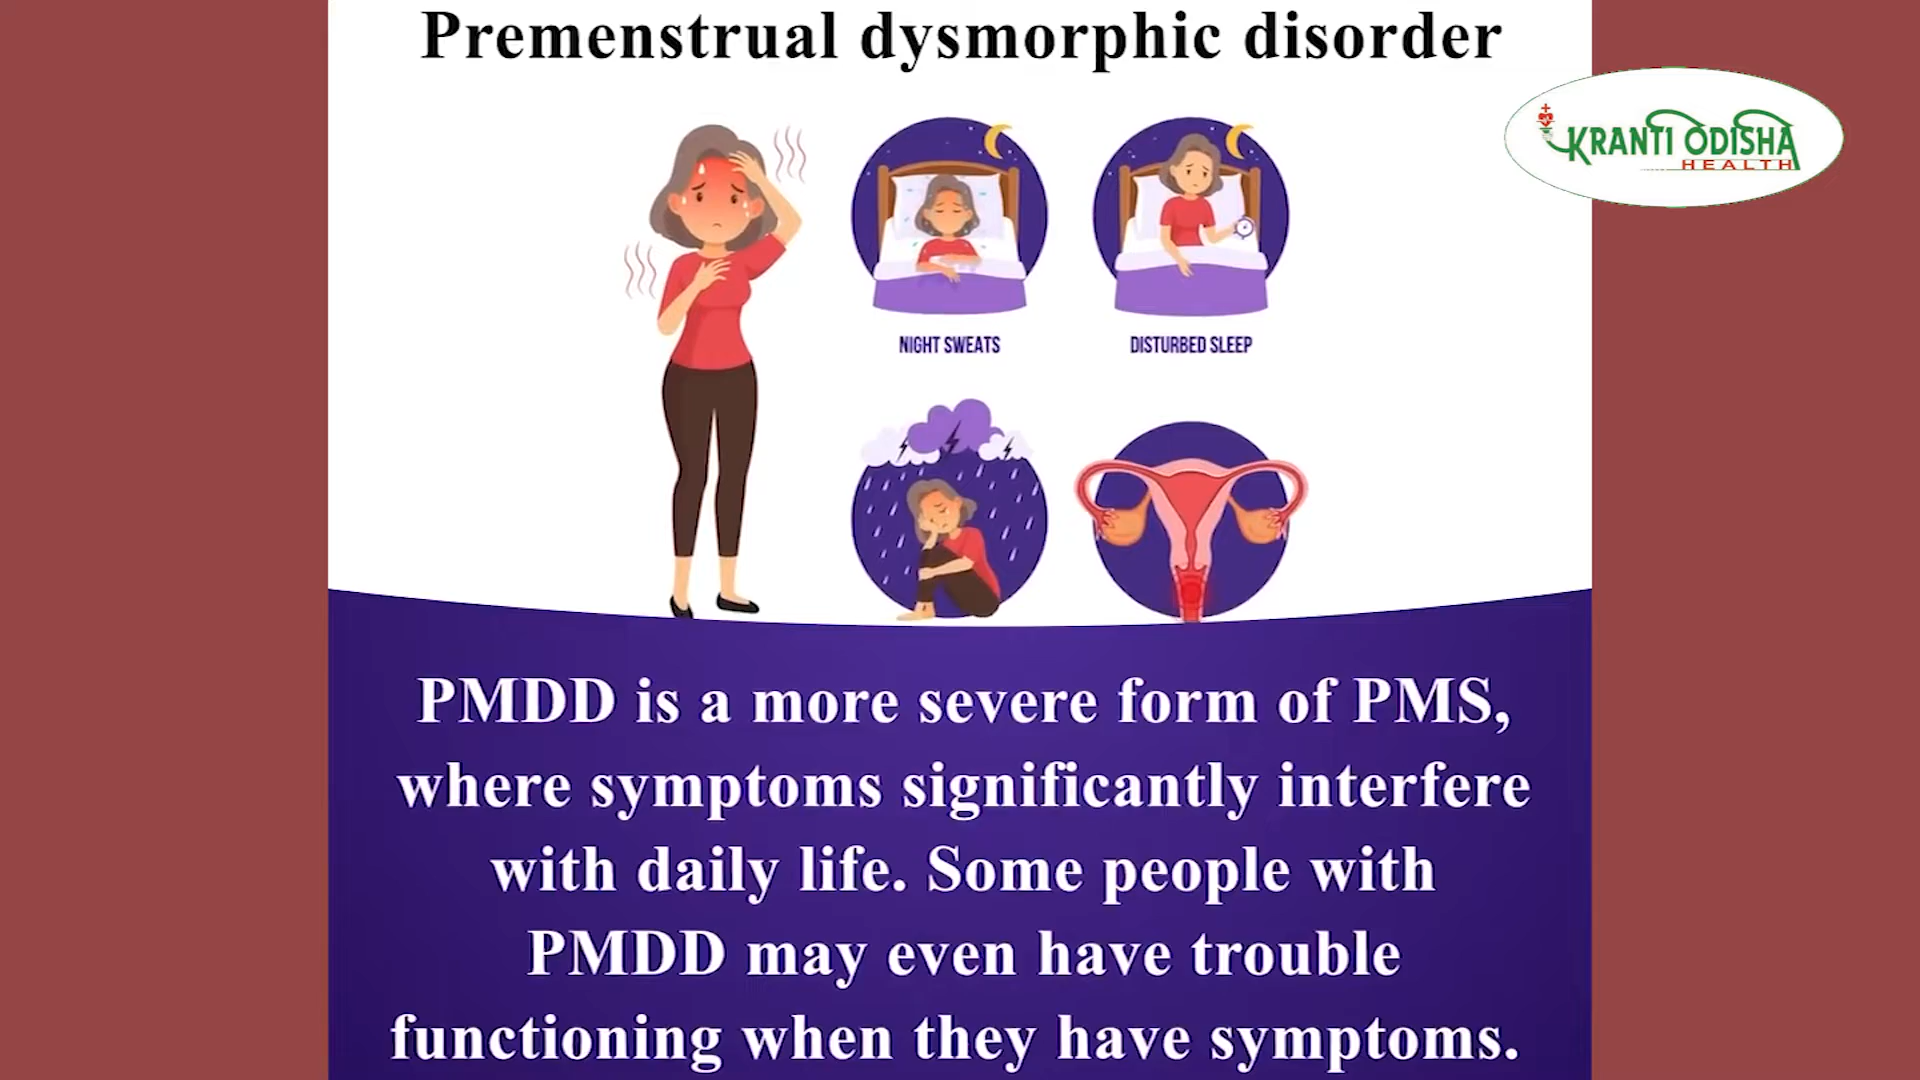 Premenstrual dysmorphic disorder
KRANTI ODISHA
HEALTH
NIGHT SWEATS
DISTURBED SLEEP
PMDD is a more severe form of PMS,
where symptoms significantly interfere
with daily life. Some people with
PMDD may even have trouble
functioning when they have symptoms.